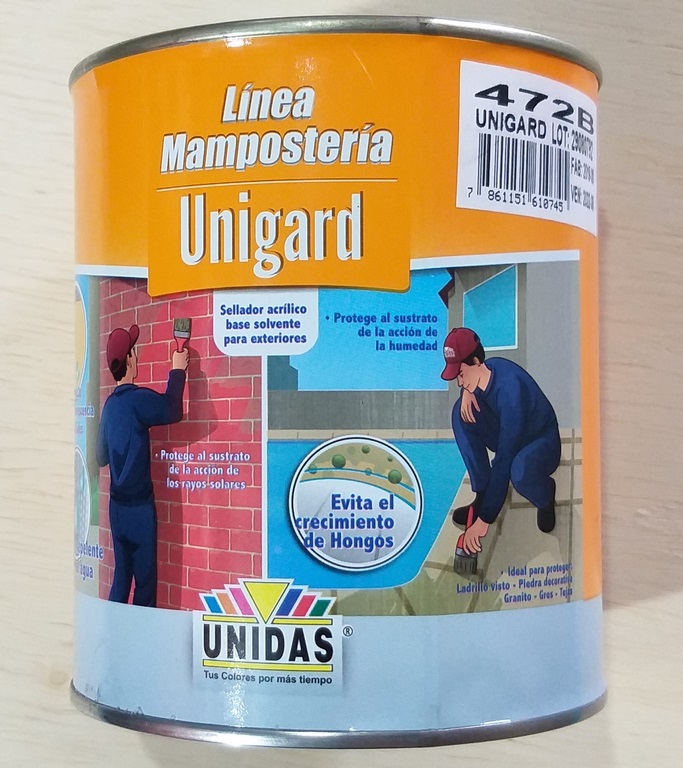 Línea
Mampostería
Unigard
472B
UNIGARD LOT:
7 861151 610745
Sellador acrílico
base solvente
para exteriores
• Protege al sustrato
de la acción de
la humedad
• Protege al sustrato
de la acción de
los rayos solares
Evita el
crecimiento
de Hongos
agua
• Ideal para proteger
Ladrillo visto - Piedra decorativa
Granito - Gres -
UNIDAS®
Tus Colores por más tiempo